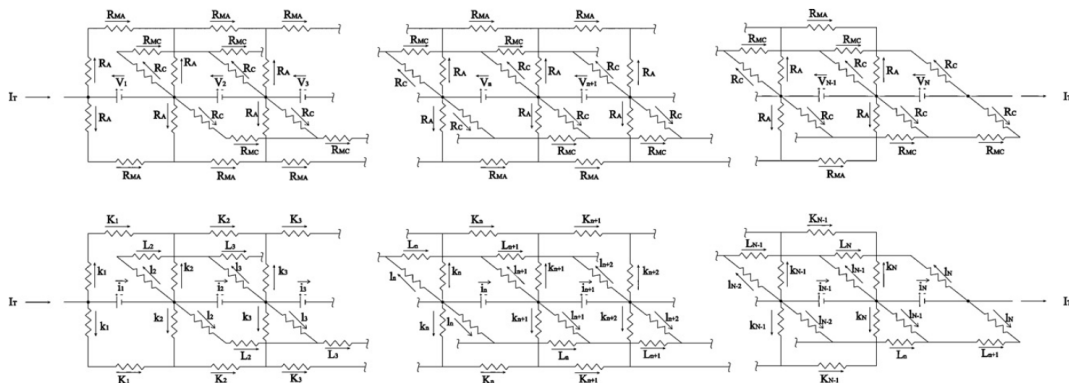 RMA RMA RMA RMA RMA RMA
RMC RMC RMC RMC RMC RMC
RA RC RA RC RA RC RA RC RA RC RA RC RA RC RA RC
V1 V2 V3 Vn Vn+1 VN-1 VN
IT IT
RA RA RC RA RC RA RC RA RC RA RC RA RC RA RC
RMC RMC RMC RMC RMC RMC
RMA RMA RMA RMA RMA RMA
K1 K2 K3 Kn Kn+1 KN-1
L2 L3 Ln Ln+1 LN-1 LN
k1 l2 k2 l3 k3 ln kn ln+1 kn+1 ln+2 kn+2 lN-2 kN-1 lN-1 kN lN
i1 i2 i3 in in+1 iN-1 iN
IT IT
k1 k2 l2 k3 l3 kn ln kn+1 ln+1 kn+2 ln+2 kN-1 lN-2 kN lN-1 lN
L2 L3 Ln Ln+1 Ln Ln+1
K1 K2 K3 Kn Kn+1 KN-1